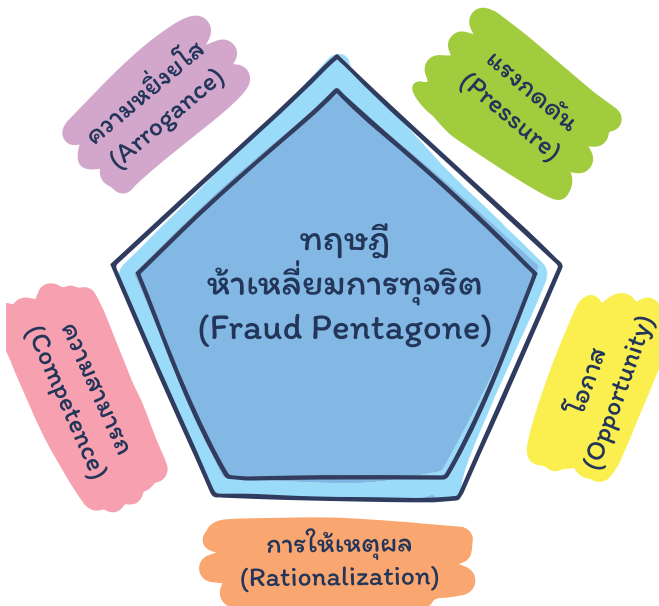 ความหยิ่งยโส
(Arrogance)
แรงกดดัน
(Pressure)
ทฤษฎี
ห้าเหลี่ยมการทุจริต
(Fraud Pentagone)
ความสามารถ
(Competence)
โอกาส
(Opportunity)
การให้เหตุผล
(Rationalization)